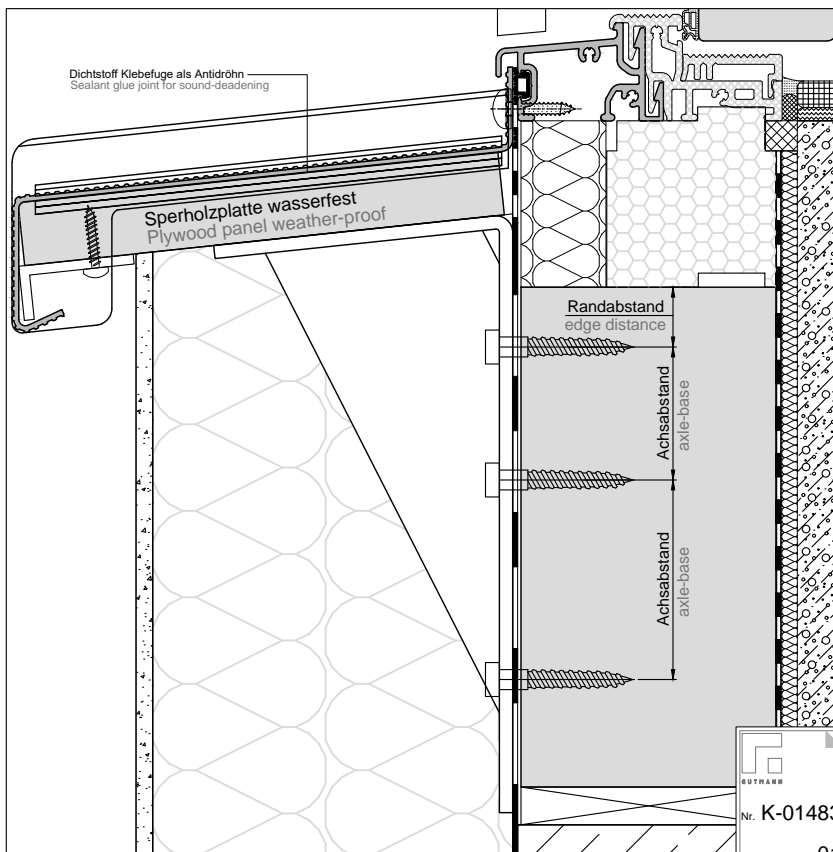 Dichtstoff Klebefuge als Antidröhn
Sealant glue joint for sound-deadening
Sperholzplatte wasserfest
Plywood panel weather-proof
Randabstand
edge distance
Achsabstand
axle-base
Achsabstand
axle-base
GUTMANN
Nr. K-01483